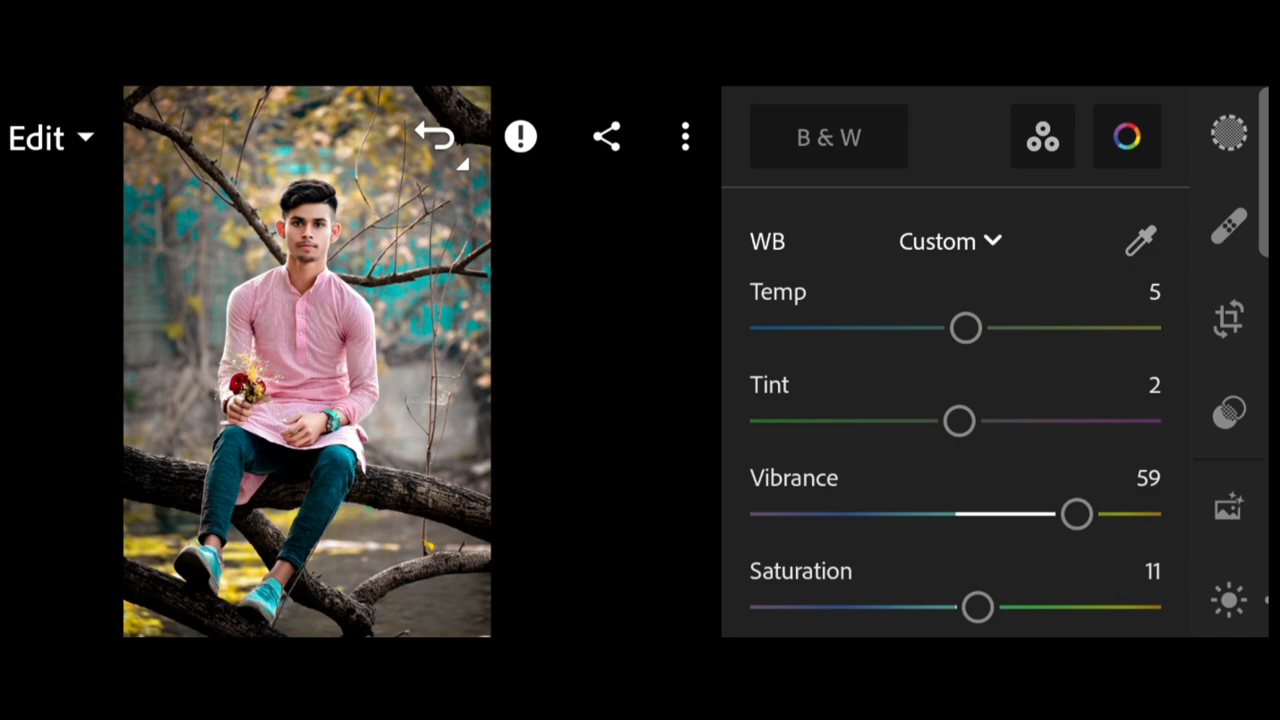 Edit
B & W
WB Custom
Temp 5
Tint 2
Vibrance 59
Saturation 11